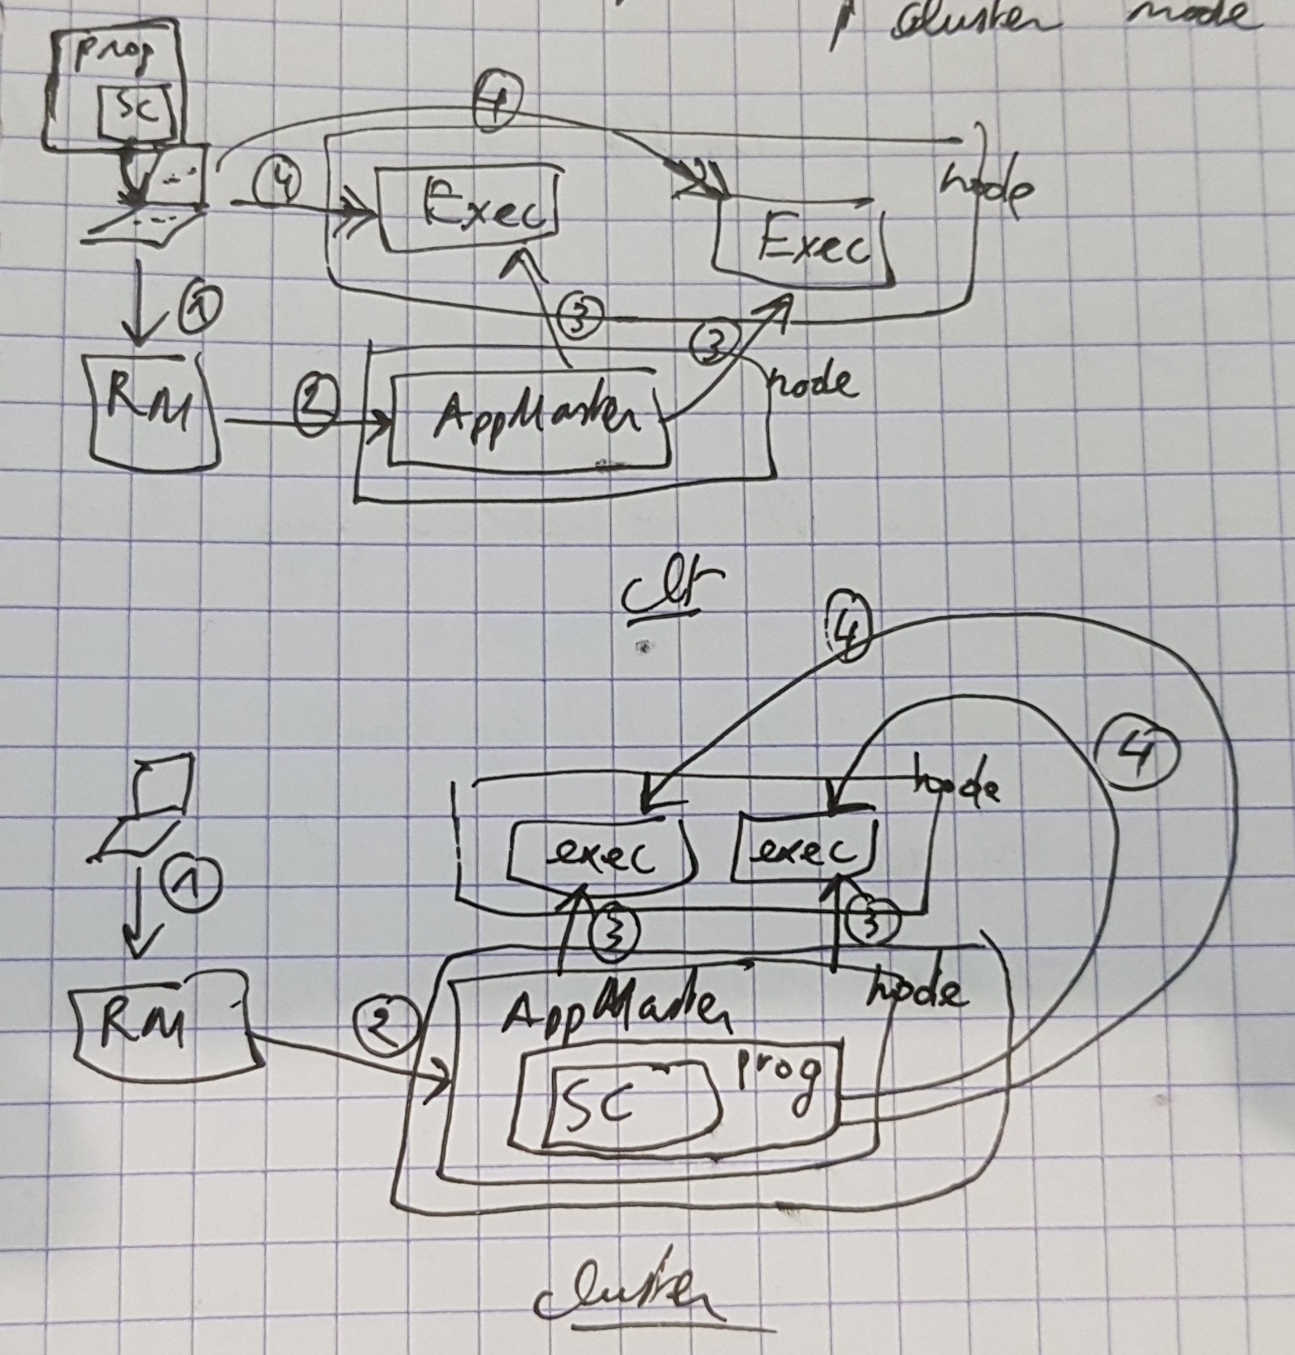 cluster mode
prog
SC
4
4
Exec
node
Exec
1
3
3
RM
2
AppMaster
node
clt
4
4
node
exec
exec
1
3
3
RM
2
AppMaster
node
SC
prog
cluster